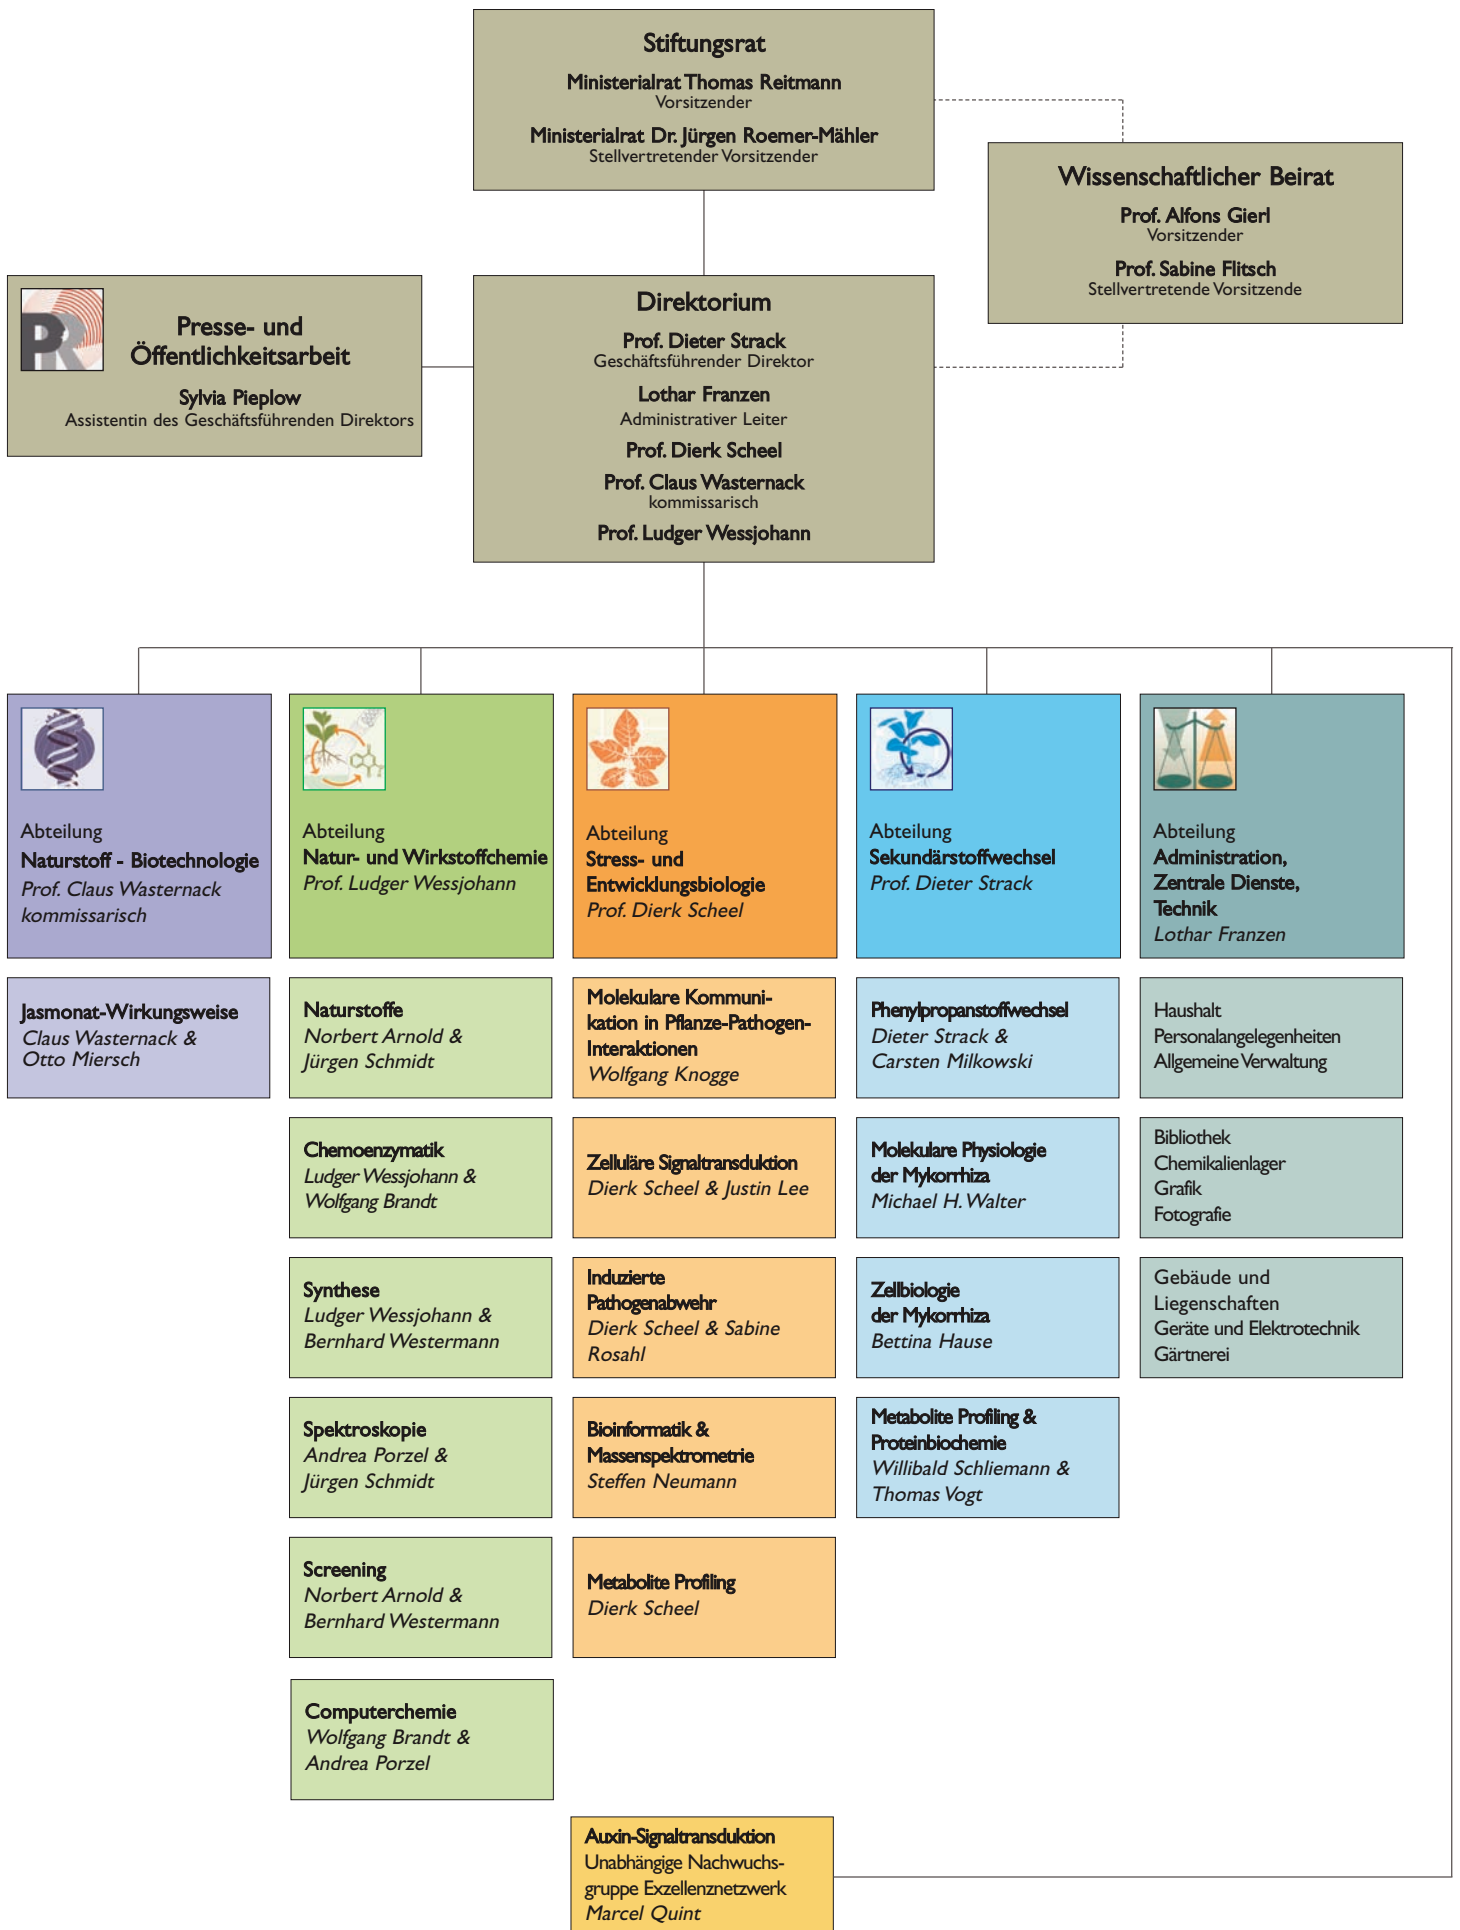 Stiftungsrat
Ministerialrat Thomas Reitmann
Vorsitzender
Ministerialrat Dr. Jürgen Roemer-Mähler
Stellvertretender Vorsitzender
Wissenschaftlicher Beirat
Prof. Alfons Gierl
Vorsitzender
Prof. Sabine Flitsch
Stellvertretende Vorsitzende
PR
Presse- und
Öffentlichkeitsarbeit
Sylvia Pieplow
Assistentin des Geschäftsführenden Direktors
Direktorium
Prof. Dieter Strack
Geschäftsführender Direktor
Lothar Franzen
Administrativer Leiter
Prof. Dierk Scheel
Prof. Claus Wasternack
kommissarisch
Prof. Ludger Wessjohann
Abteilung
Naturstoff - Biotechnologie
Prof. Claus Wasternack
kommissarisch
Jasmonat-Wirkungsweise
Claus Wasternack &
Otto Miersch
Abteilung
Natur- und Wirkstoffchemie
Prof. Ludger Wessjohann
Naturstoffe
Norbert Arnold &
Jürgen Schmidt
Chemoenzymatik
Ludger Wessjohann &
Wolfgang Brandt
Synthese
Ludger Wessjohann &
Bernhard Westermann
Spektroskopie
Andrea Porzel &
Jürgen Schmidt
Screening
Norbert Arnold &
Bernhard Westermann
Computerchemie
Wolfgang Brandt &
Andrea Porzel
Abteilung
Stress- und
Entwicklungsbiologie
Prof. Dierk Scheel
Molekulare Kommuni-
kation in Pflanze-Pathogen-
Interaktionen
Wolfgang Knogge
Zelluläre Signaltransduktion
Dierk Scheel & Justin Lee
Induzierte
Pathogenabwehr
Dierk Scheel & Sabine
Rosahl
Bioinformatik &
Massenspektrometrie
Steffen Neumann
Metabolite Profiling
Dierk Scheel
Abteilung
Sekundärstoffwechsel
Prof. Dieter Strack
Phenylpropanstoffwechsel
Dieter Strack &
Carsten Milkowski
Molekulare Physiologie
der Mykorrhiza
Michael H. Walter
Zellbiologie
der Mykorrhiza
Bettina Hause
Metabolite Profiling &
Proteinbiochemie
Willibald Schliemann &
Thomas Vogt
Abteilung
Administration,
Zentrale Dienste,
Technik
Lothar Franzen
Haushalt
Personalangelegenheiten
Allgemeine Verwaltung
Bibliothek
Chemikalienlager
Grafik
Fotografie
Gebäude und
Liegenschaften
Geräte und Elektrotechnik
Gärtnerei
Auxin-Signaltransduktion
Unabhängige Nachwuchs-
gruppe Exzellenznetzwerk
Marcel Quint